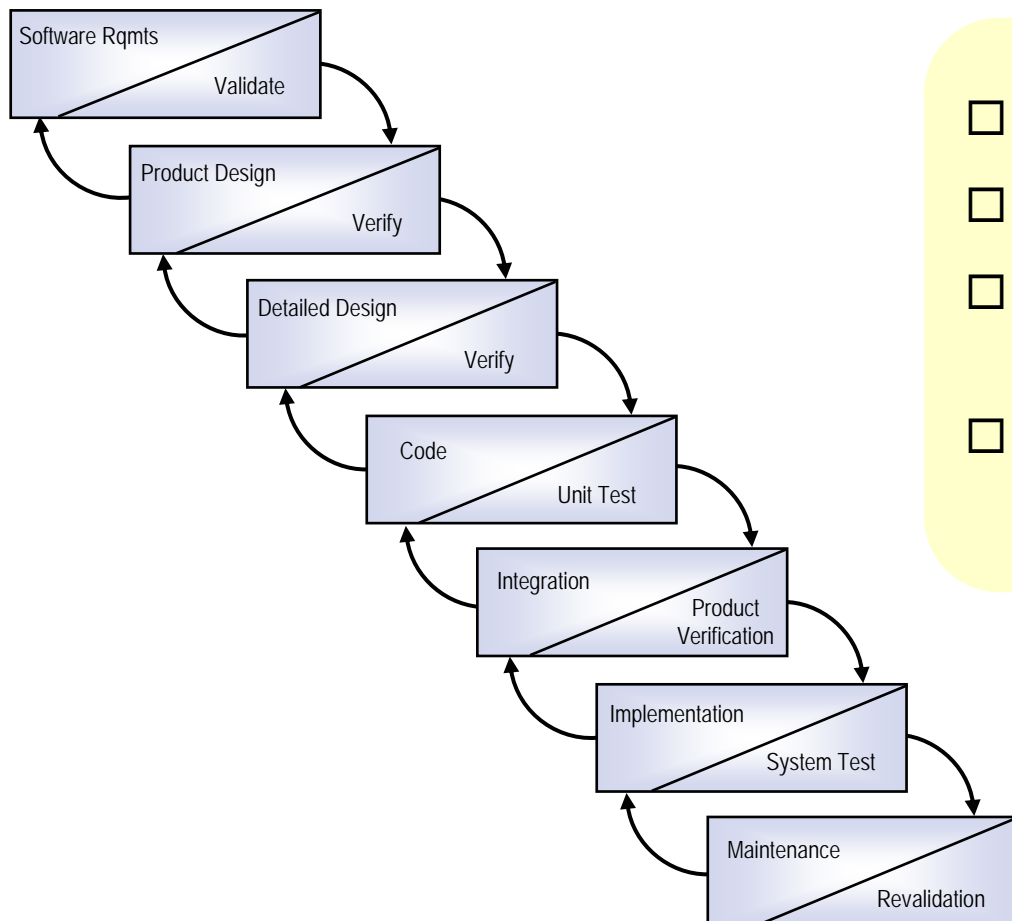 Software Rqmts
Validate
Product Design
Verify
Detailed Design
Verify
Code
Unit Test
Integration
Product
Verification
Implementation
System Test
Maintenance
Revalidation